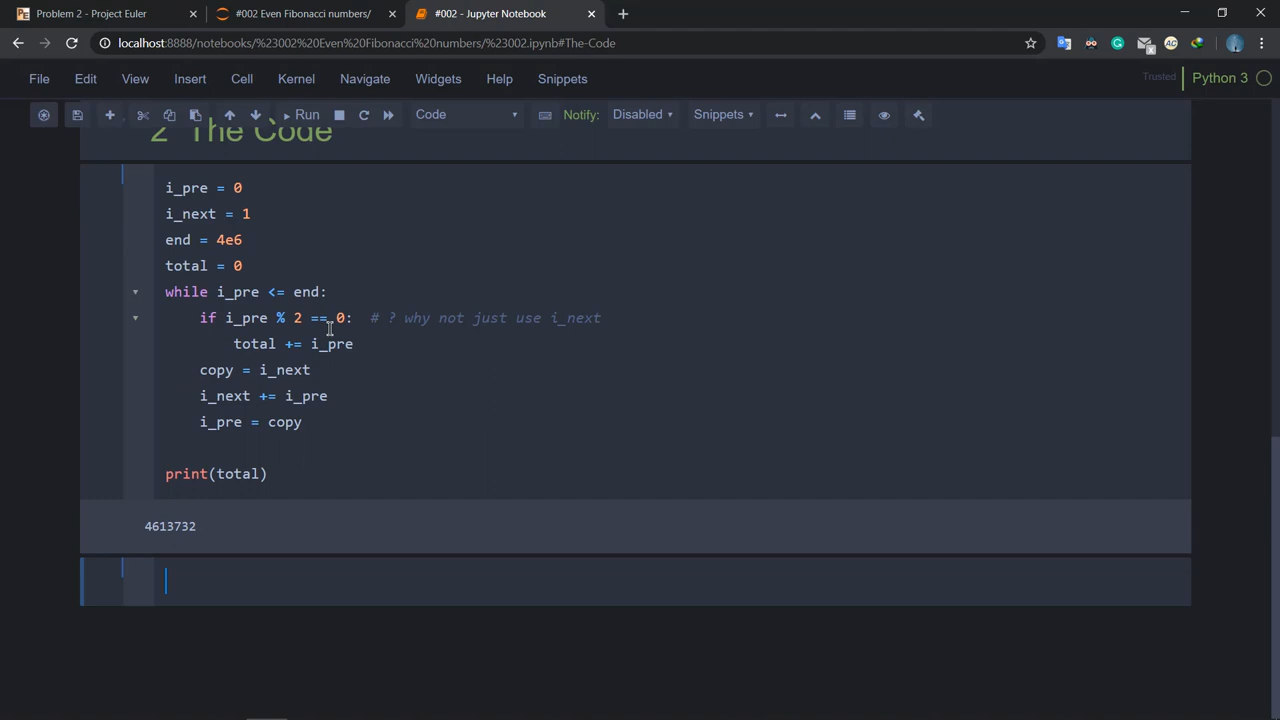 Problem 2 - Project Euler
#002 Even Fibonacci numbers/
#002 - Jupyter Notebook
localhost:8888/notebooks/%23002%20Even%20Fibonacci%20numbers/%23002.ipynb#The-Code
File Edit View Insert Cell Kernel Navigate Widgets Help Snippets Trusted Python 3
Run Code Notify: Disabled Snippets
2 The Code
i_pre = 0
i_next = 1
end = 4e6
total = 0
while i_pre <= end:
if i_pre % 2 == 0: # ? why not just use i_next
total += i_pre
copy = i_next
i_next += i_pre
i_pre = copy
print(total)
4613732